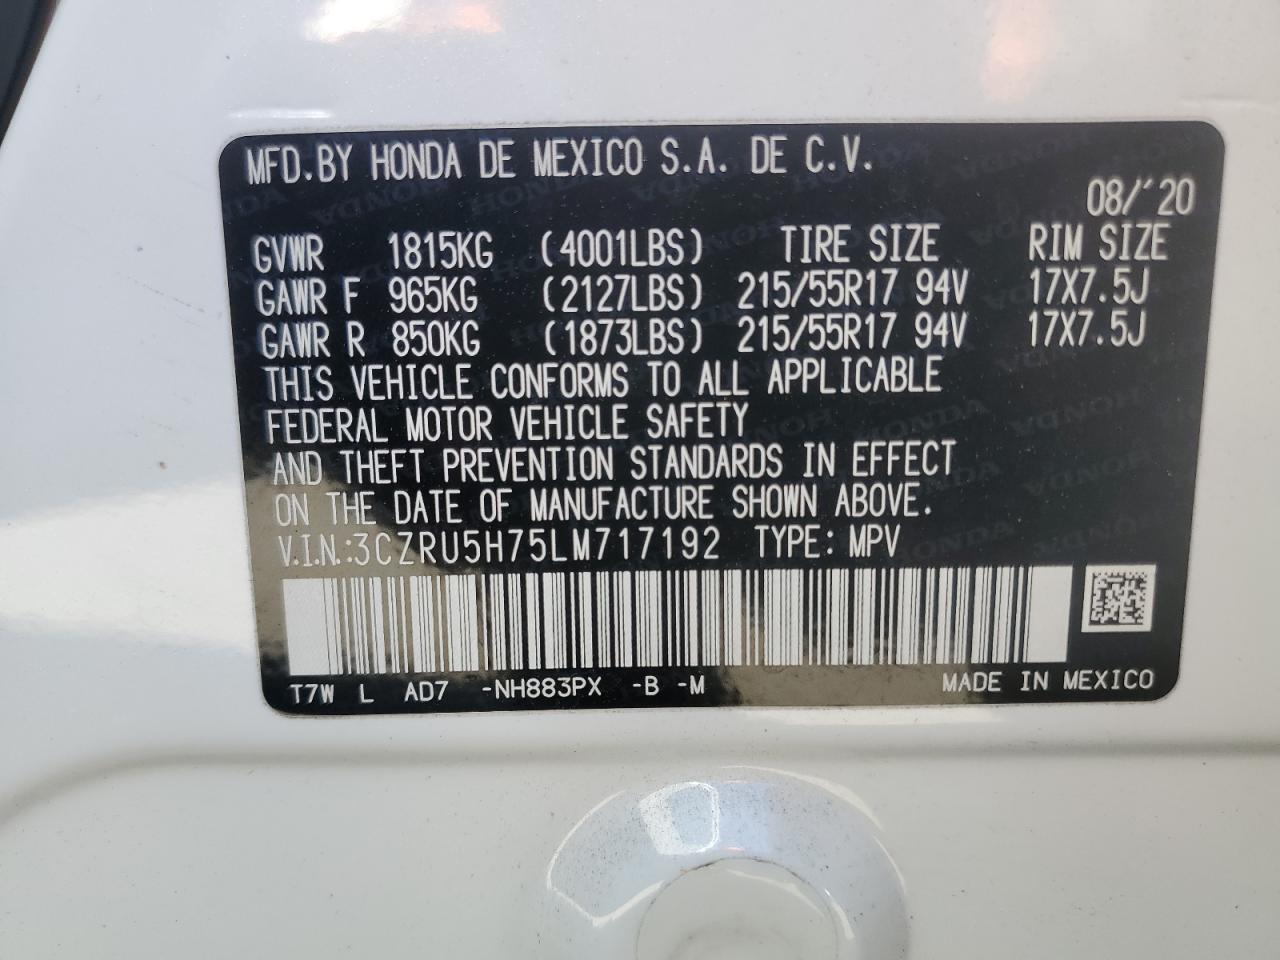 MFD.BY HONDA DE MEXICO S.A. DE C.V.
08/'20
GVWR 1815KG (4001LBS) TIRE SIZE RIM SIZE
GAWR F 965KG (2127LBS) 215/55R17 94V 17X7.5J
GAWR R 850KG (1873LBS) 215/55R17 94V 17X7.5J
THIS VEHICLE CONFORMS TO ALL APPLICABLE
FEDERAL MOTOR VEHICLE SAFETY
AND THEFT PREVENTION STANDARDS IN EFFECT
ON THE DATE OF MANUFACTURE SHOWN ABOVE.
V.I.N.:3CZRU5H75LM717192 TYPE: MPV
T7W L AD7 -NH883PX -B -M MADE IN MEXICO